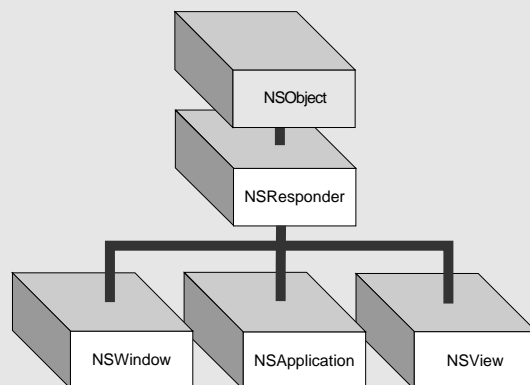 NSObject
NSResponder
NSWindow
NSApplication
NSView